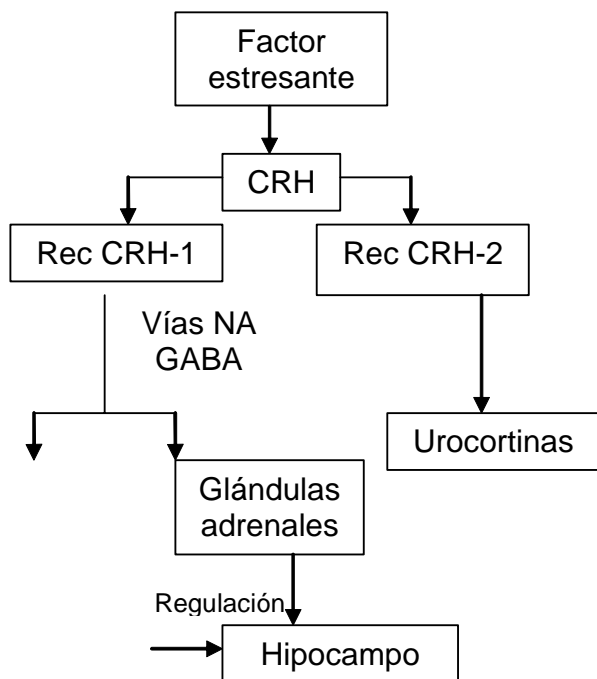 Factor
estresante
CRH
Rec CRH-1
Rec CRH-2
Vías NA
GABA
Urocortinas
Glándulas
adrenales
Regulación
Hipocampo